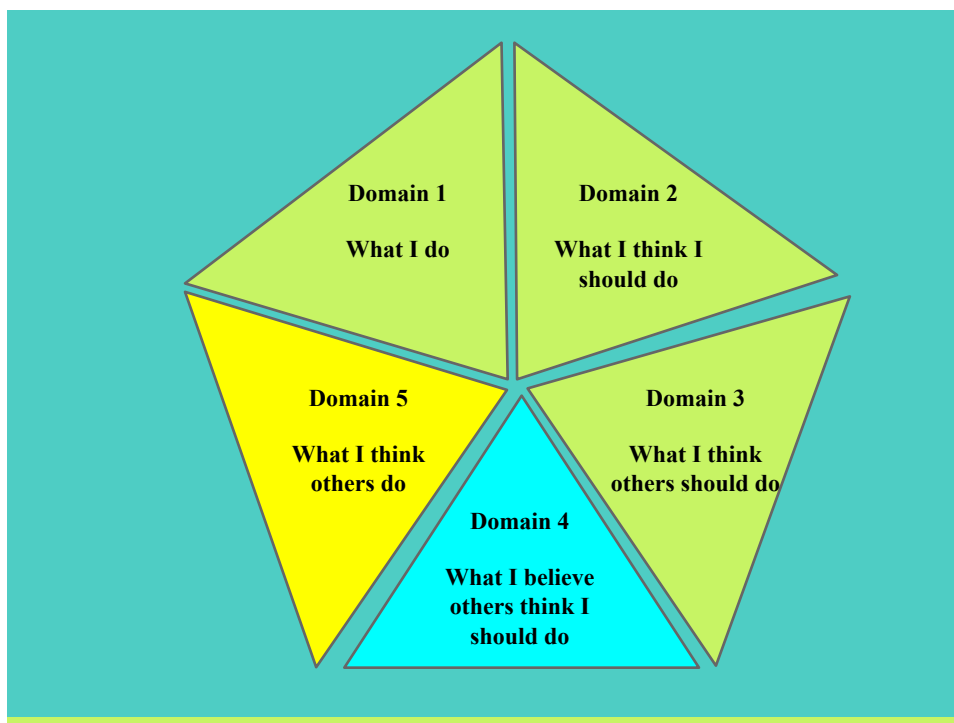 Domain 1
What I do
Domain 2
What I think I
should do
Domain 5
What I think
others do
Domain 3
What I think
others should do
Domain 4
What I believe
others think I
should do